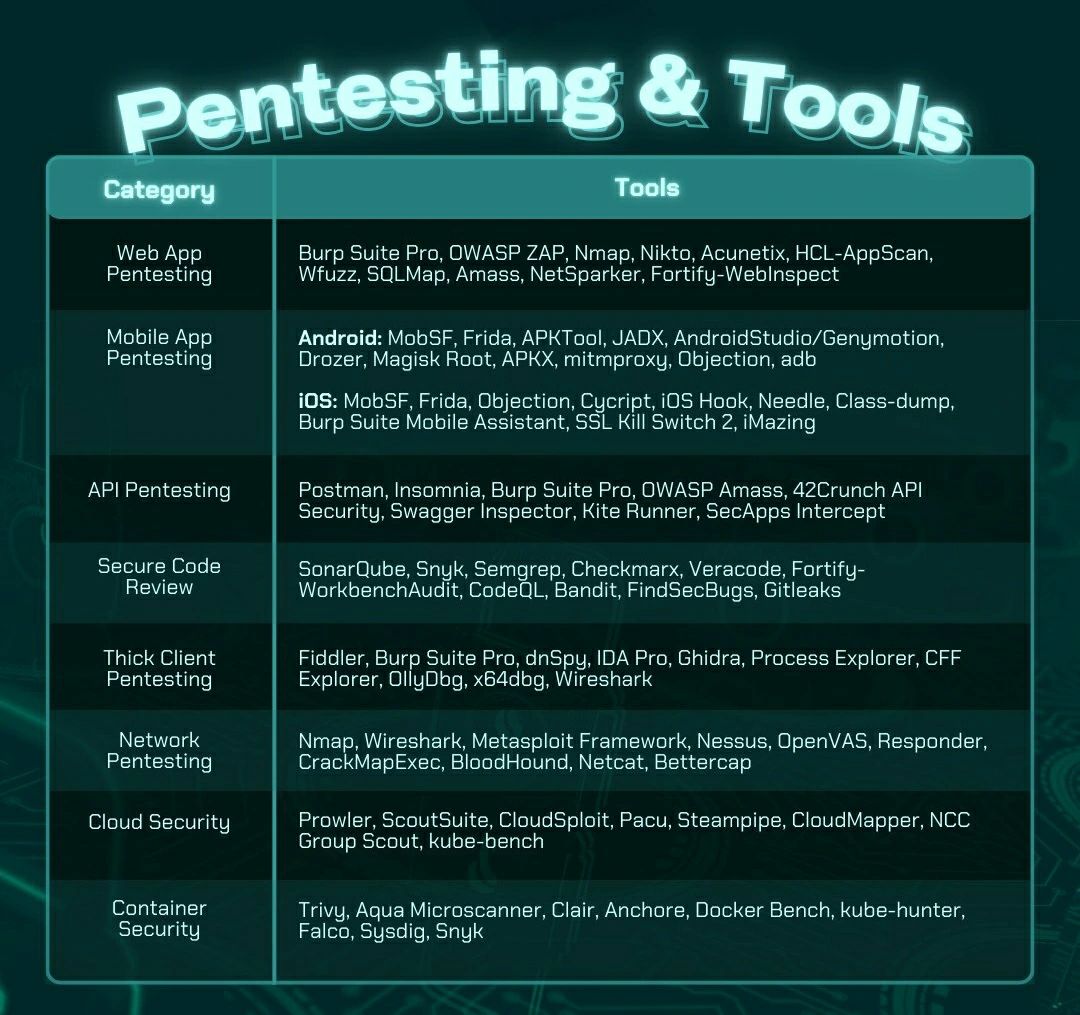 Pentesting & Tools
Category
Tools
Web App
Pentesting
Burp Suite Pro, OWASP ZAP, Nmap, Nikto, Acunetix, HCL-AppScan,
Wfuzz, SQLMap, Amass, NetSparker, Fortify-WebInspect
Mobile App
Pentesting
Android: MobSF, Frida, APKTool, JADX, AndroidStudio/Genymotion,
Drozer, Magisk Root, APKX, mitmproxy, Objection, adb
iOS: MobSF, Frida, Objection, Cycript, iOS Hook, Needle, Class-dump,
Burp Suite Mobile Assistant, SSL Kill Switch 2, iMazing
API Pentesting
Postman, Insomnia, Burp Suite Pro, OWASP Amass, 42Crunch API
Security, Swagger Inspector, Kite Runner, SecApps Intercept
Secure Code
Review
SonarQube, Snyk, Semgrep, Checkmarx, Veracode, Fortify-
WorkbenchAudit, CodeQL, Bandit, FindSecBugs, Gitleaks
Thick Client
Pentesting
Fiddler, Burp Suite Pro, dnSpy, IDA Pro, Ghidra, Process Explorer, CFF
Explorer, OllyDbg, x64dbg, Wireshark
Network
Pentesting
Nmap, Wireshark, Metasploit Framework, Nessus, OpenVAS, Responder,
CrackMapExec, BloodHound, Netcat, Bettercap
Cloud Security
Prowler, ScoutSuite, CloudSploit, Pacu, Steampipe, CloudMapper, NCC
Group Scout, kube-bench
Container
Security
Trivy, Aqua Microscanner, Clair, Anchore, Docker Bench, kube-hunter,
Falco, Sysdig, Snyk